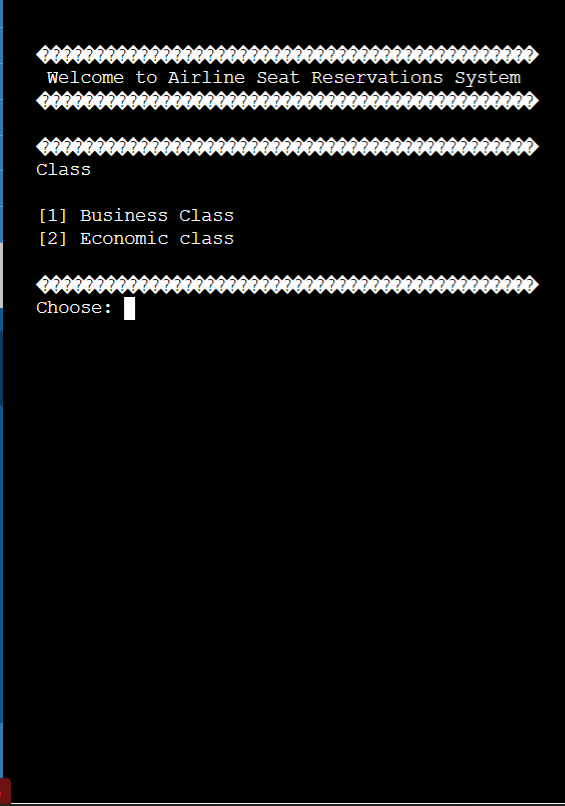 ����������������������������������������������
Welcome to Airline Seat Reservations System
����������������������������������������������
����������������������������������������������
Class
[1] Business Class
[2] Economic class
����������������������������������������������
Choose: